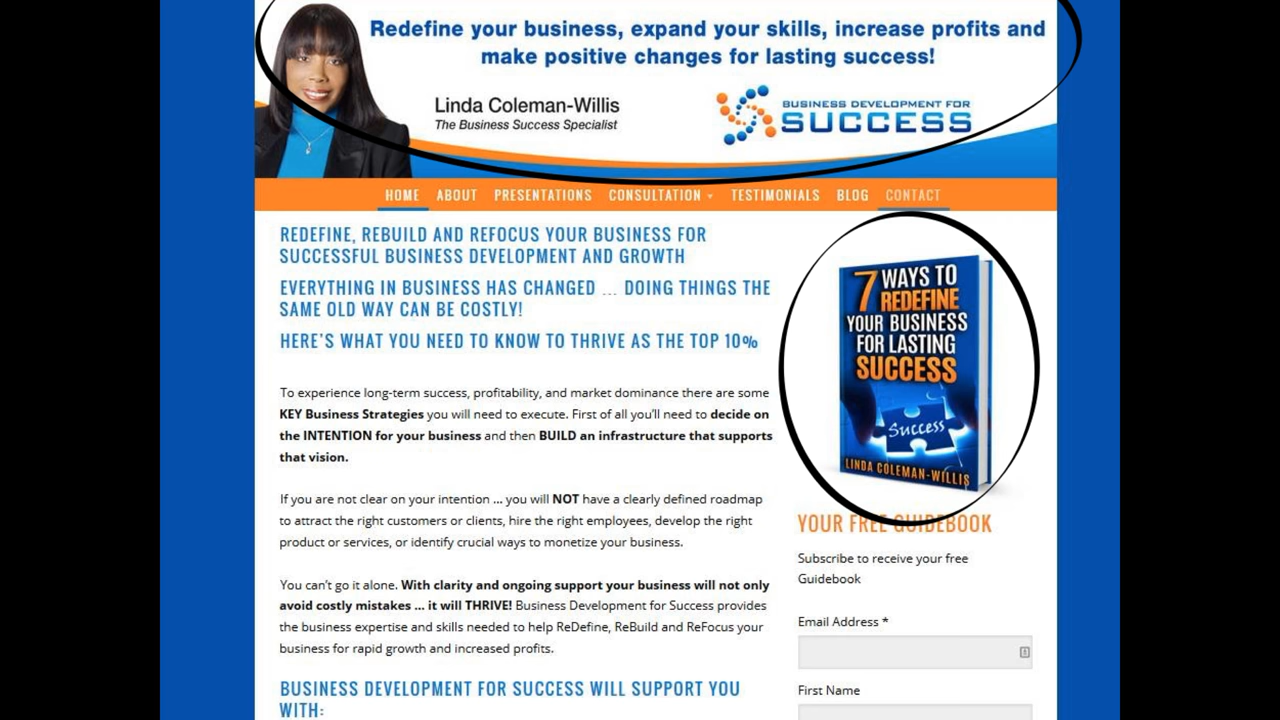 Redefine your business, expand your skills, increase profits and
make positive changes for lasting success!
Linda Coleman-Willis
The Business Success Specialist
BUSINESS DEVELOPMENT FOR
SUCCESS
HOME ABOUT PRESENTATIONS CONSULTATION TESTIMONIALS BLOG CONTACT
REDEFINE, REBUILD AND REFOCUS YOUR BUSINESS FOR
SUCCESSFUL BUSINESS DEVELOPMENT AND GROWTH
EVERYTHING IN BUSINESS HAS CHANGED ... DOING THINGS THE
SAME OLD WAY CAN BE COSTLY!
HERE'S WHAT YOU NEED TO KNOW TO THRIVE AS THE TOP 10%
To experience long-term success, profitability, and market dominance there are some
KEY Business Strategies you will need to execute. First of all you'll need to decide on
the INTENTION for your business and then BUILD an infrastructure that supports
that vision.
If you are not clear on your intention ... you will NOT have a clearly defined roadmap
to attract the right customers or clients, hire the right employees, develop the right
product or services, or identify crucial ways to monetize your business.
You can't go it alone. With clarity and ongoing support your business will not only
avoid costly mistakes ... it will THRIVE! Business Development for Success provides
the business expertise and skills needed to help ReDefine, ReBuild and ReFocus your
business for rapid growth and increased profits.
BUSINESS DEVELOPMENT FOR SUCCESS WILL SUPPORT YOU
WITH:
7 WAYS TO
REDEFINE
YOUR BUSINESS
FOR LASTING
SUCCESS
Success
LINDA COLEMAN-WILLIS
YOUR FREE GUIDEBOOK
Subscribe to receive your free
Guidebook
Email Address *
First Name